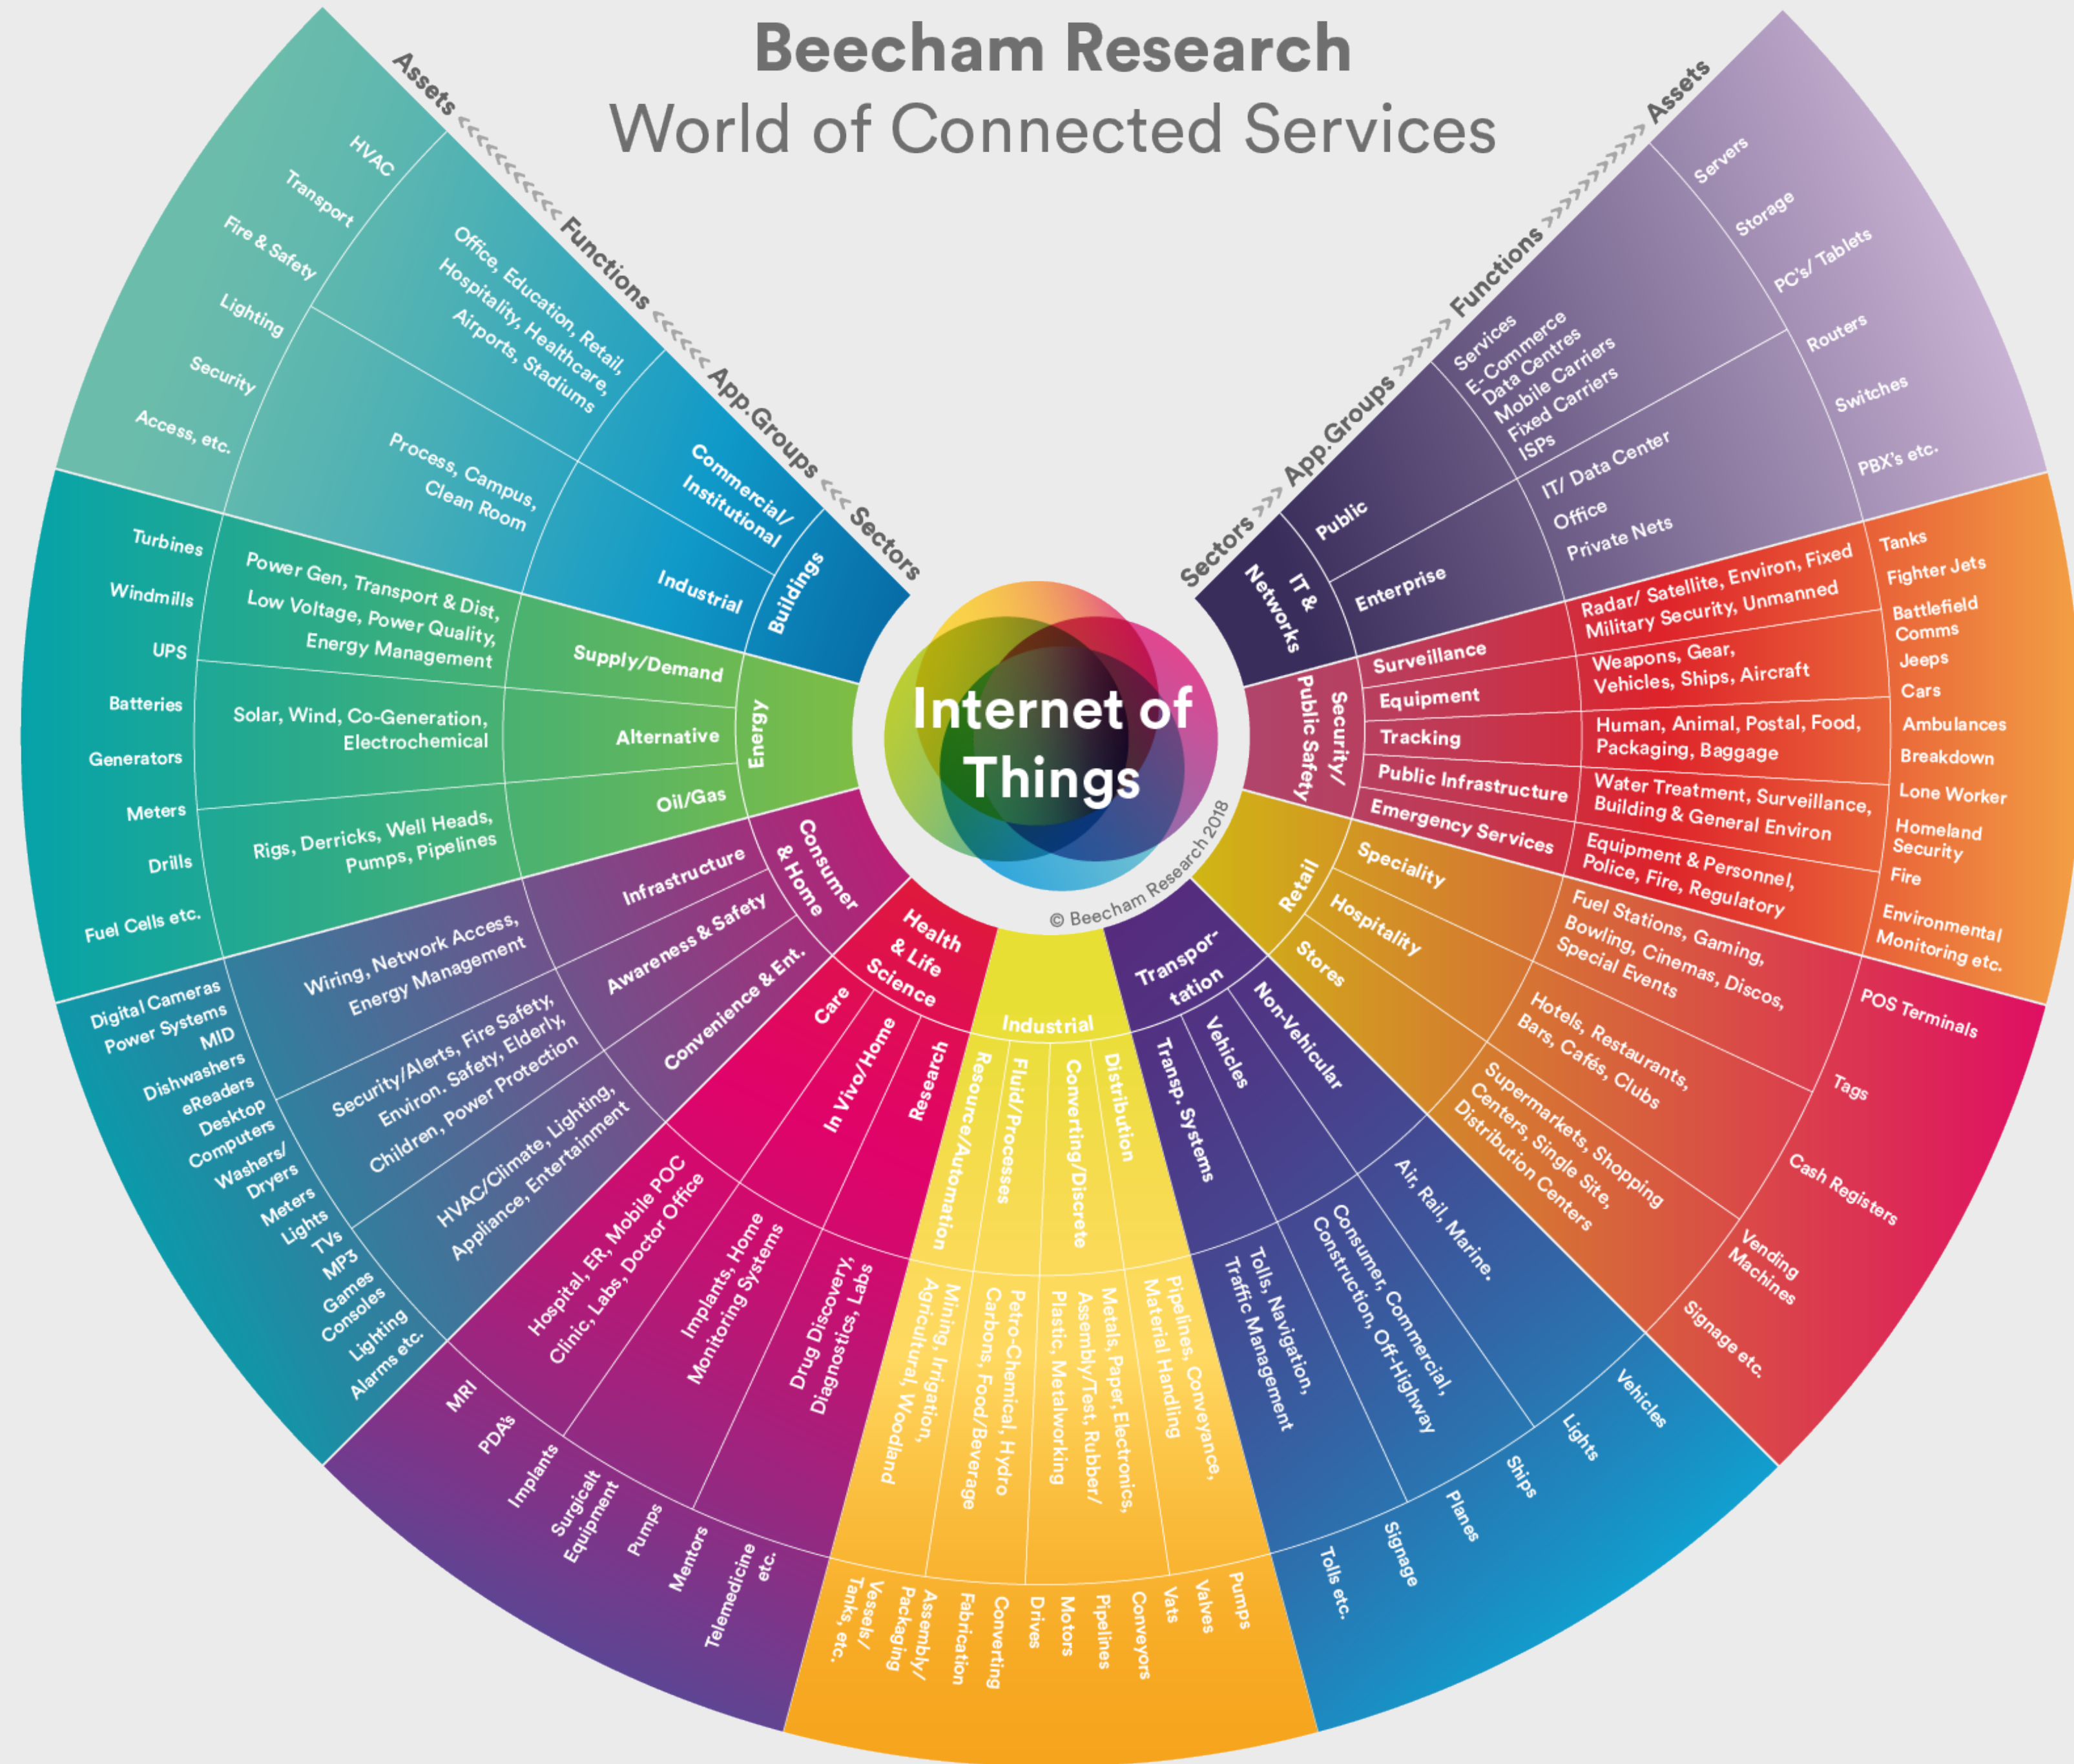 Beecham Research
World of Connected Services
Assets
Functions
App.Groups
Sectors
Sectors
App.Groups
Functions
Assets
Internet of
Things
© Beecham Research 2018
Buildings
Commercial/
Institutional
Industrial
Office, Education, Retail,
Hospitality, Healthcare,
Airports, Stadiums
Process, Campus,
Clean Room
HVAC
Transport
Fire & Safety
Lighting
Security
Access, etc.
Energy
Supply/Demand
Alternative
Oil/Gas
Power Gen, Transport & Dist,
Low Voltage, Power Quality,
Energy Management
Solar, Wind, Co-Generation,
Electrochemical
Rigs, Derricks, Well Heads,
Pumps, Pipelines
Turbines
Windmills
UPS
Batteries
Generators
Meters
Drills
Fuel Cells etc.
Consumer
& Home
Infrastructure
Awareness & Safety
Convenience & Ent.
Wiring, Network Access,
Energy Management
Security/Alerts, Fire Safety,
Environ. Safety, Elderly,
Children, Power Protection
HVAC/Climate, Lighting,
Appliance, Entertainment
Digital Cameras
Power Systems
MID
Dishwashers
eReaders
Desktop
Computers
Washers/
Dryers
Meters
Lights
TVs
MP3
Games
Consoles
Lighting
Alarms etc.
Health
& Life
Science
Care
In Vivo/Home
Research
Hospital, ER, Mobile POC
Clinic, Labs, Doctor Office
Implants, Home
Monitoring Systems
Drug Discovery,
Diagnostics, Labs
MRI
PDA's
Implants
Surgicalt
Equipment
Pumps
Mentors
Telemedicine
etc.
Industrial
Resource/Automation
Fluid/Processes
Converting/Discrete
Distribution
Mining, Irrigation,
Agricultural, Woodland
Petro-Chemical, Hydro
Carbons, Food/Beverage
Metals, Paper, Electronics,
Assembly/Test, Rubber/
Plastic, Metalworking
Pipelines, Conveyance,
Material Handling
Vessels/
Tanks, etc.
Assembly/
Packaging
Fabrication
Converting
Drives
Motors
Pipelines
Conveyors
Vats
Valves
Pumps
Transpor-
tation
Transp. Systems
Vehicles
Non-Vehicular
Tolls, Navigation,
Traffic Management
Consumer, Commercial,
Construction, Off-Highway
Air, Rail, Marine.
Tolls etc.
Signage
Planes
Ships
Lights
Vehicles
Retail
Speciality
Hospitality
Stores
Fuel Stations, Gaming,
Bowling, Cinemas, Discos,
Special Events
Hotels, Restaurants,
Bars, Cafés, Clubs
Supermarkets, Shopping
Centers, Single Site,
Distribution Centers
POS Terminals
Tags
Cash Registers
Vending
Machines
Signage etc.
Security/
Public Safety
Surveillance
Equipment
Tracking
Public Infrastructure
Emergency Services
Radar/ Satellite, Environ, Fixed
Military Security, Unmanned
Weapons, Gear,
Vehicles, Ships, Aircraft
Human, Animal, Postal, Food,
Packaging, Baggage
Water Treatment, Surveillance,
Building & General Environ
Equipment & Personnel,
Police, Fire, Regulatory
Tanks
Fighter Jets
Battlefield
Comms
Jeeps
Cars
Ambulances
Breakdown
Lone Worker
Homeland
Security
Fire
Environmental
Monitoring etc.
IT &
Networks
Public
Enterprise
Services
E-Commerce
Data Centres
Mobile Carriers
Fixed Carriers
ISPs
IT/ Data Center
Office
Private Nets
Servers
Storage
PC's/ Tablets
Routers
Switches
PBX's etc.